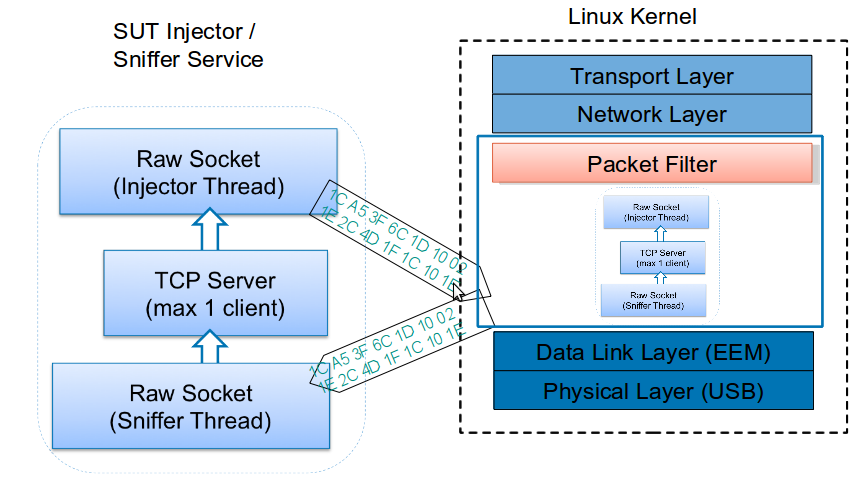 SUT Injector /
Sniffer Service
Raw Socket
(Injector Thread)
TCP Server
(max 1 client)
Raw Socket
(Sniffer Thread)
1C A5 3F 6C 1D 10 02
1E 2C 4D 1F 1C 10 1E
1C A5 3F 6C 1D 10 02
1E 2C 4D 1F 1C 10 1E
Linux Kernel
Transport Layer
Network Layer
Packet Filter
Raw Socket
(Injector Thread)
TCP Server
(max 1 client)
Raw Socket
(Sniffer Thread)
Data Link Layer (EEM)
Physical Layer (USB)